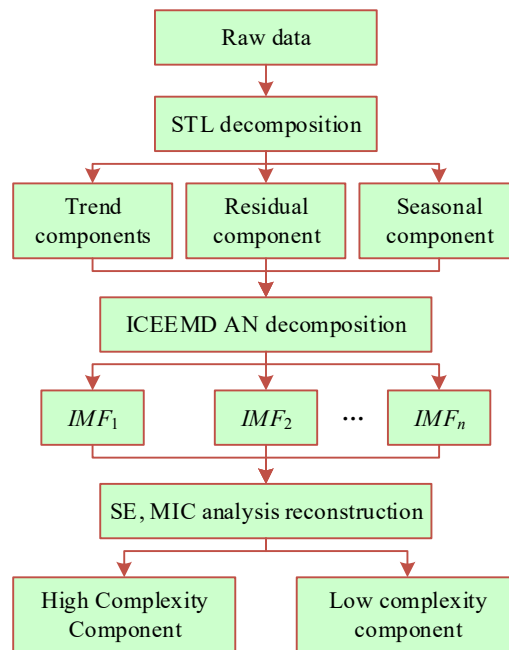 Raw data
STL decomposition
Trend
components
Residual
component
Seasonal
component
ICEEMD AN decomposition
IMF1
IMF2
...
IMFn
SE, MIC analysis reconstruction
High Complexity
Component
Low complexity
component